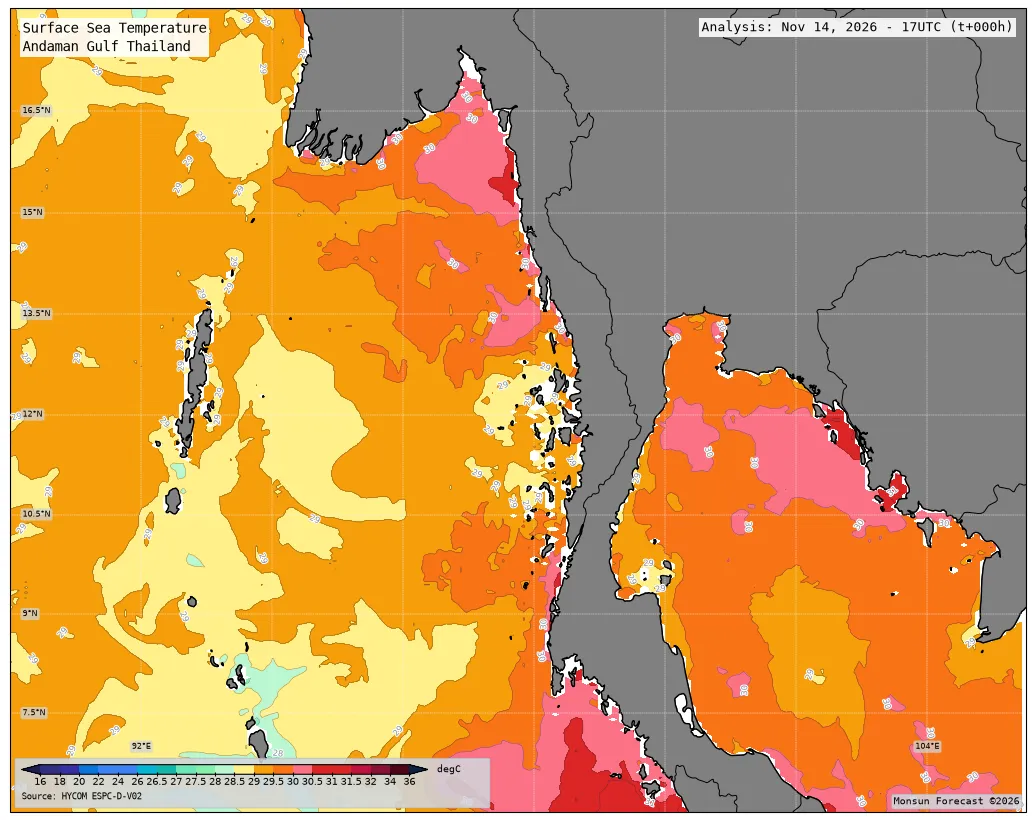 Surface Sea Temperature
Andaman Gulf Thailand
Analysis: Nov 14, 2026 - 17UTC (t+000h)
16.5°N
15°N
13.5°N
12°N
10.5°N
9°N
7.5°N
92°E
104°E
28
29
30
degC
16 18 20 22 24 26 26.5 27 27.5 28 28.5 29 29.5 30 30.5 31 31.5 32 34 36
Source: HYCOM ESPC-D-V02
Monsun Forecast ©2026